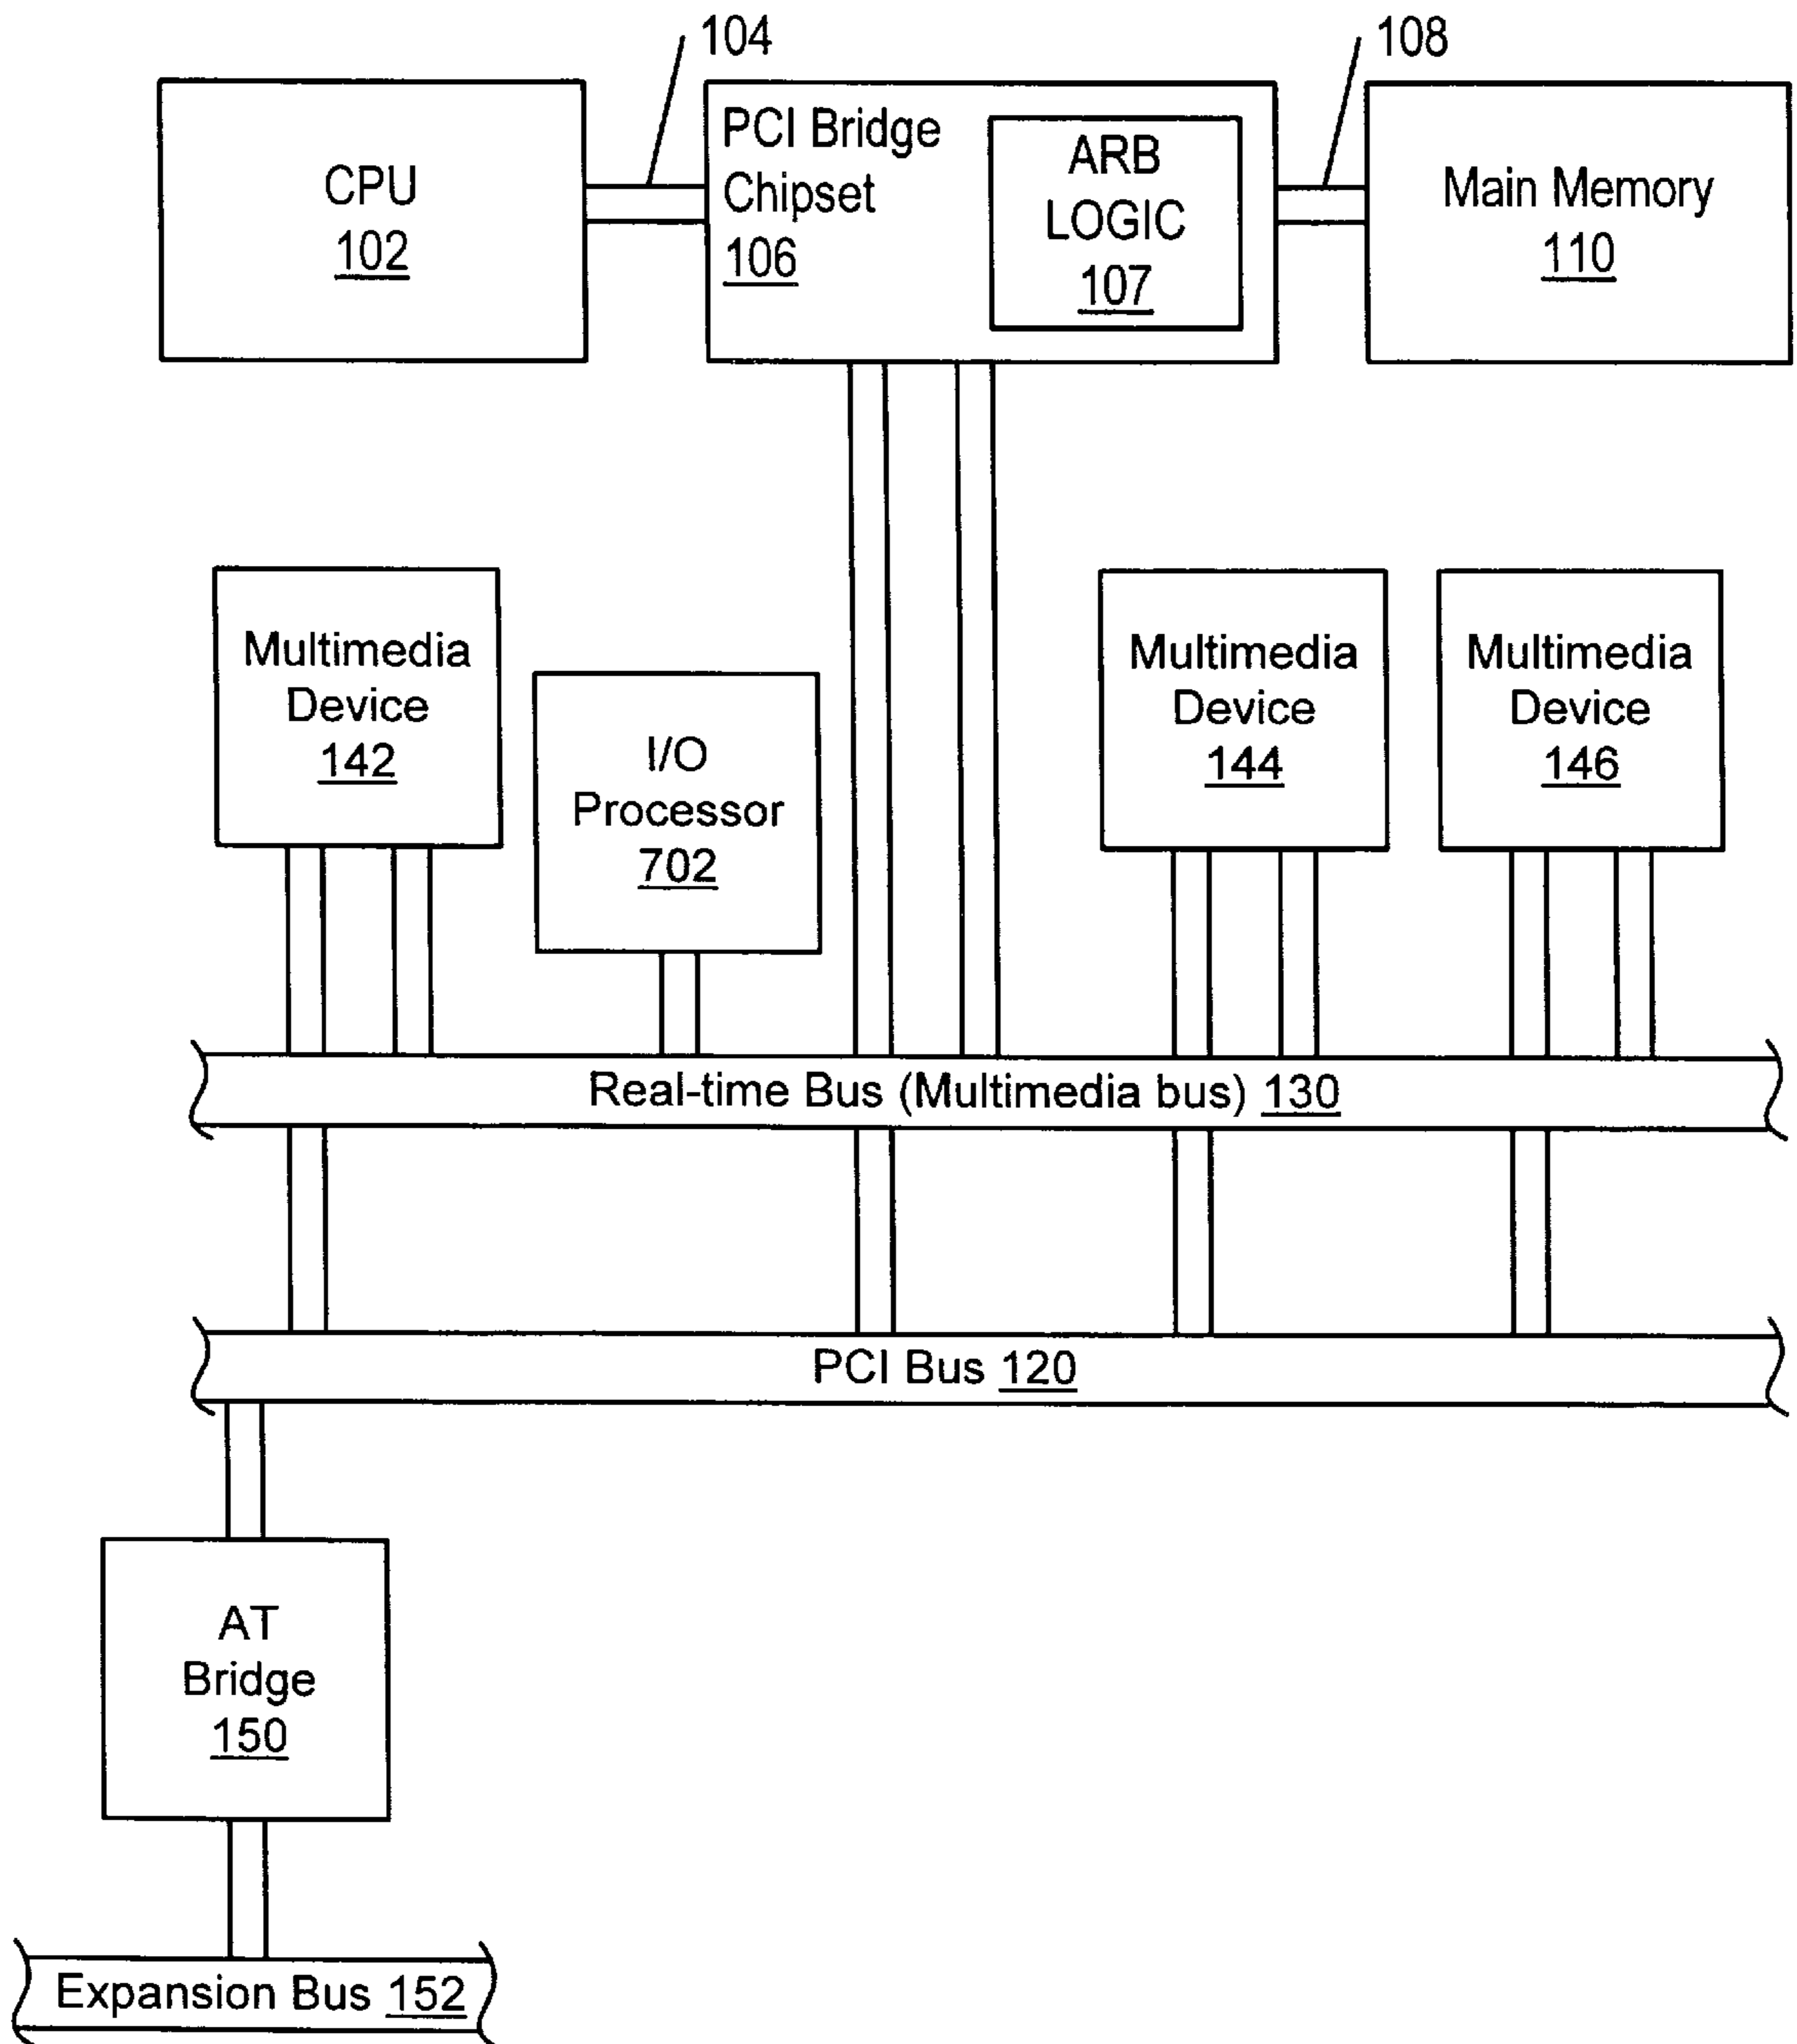 104
108
CPU
102
PCI Bridge
Chipset
106
ARB
LOGIC
107
Main Memory
110
Multimedia
Device
142
I/O
Processor
702
Multimedia
Device
144
Multimedia
Device
146
Real-time Bus (Multimedia bus) 130
PCI Bus 120
AT
Bridge
150
Expansion Bus 152